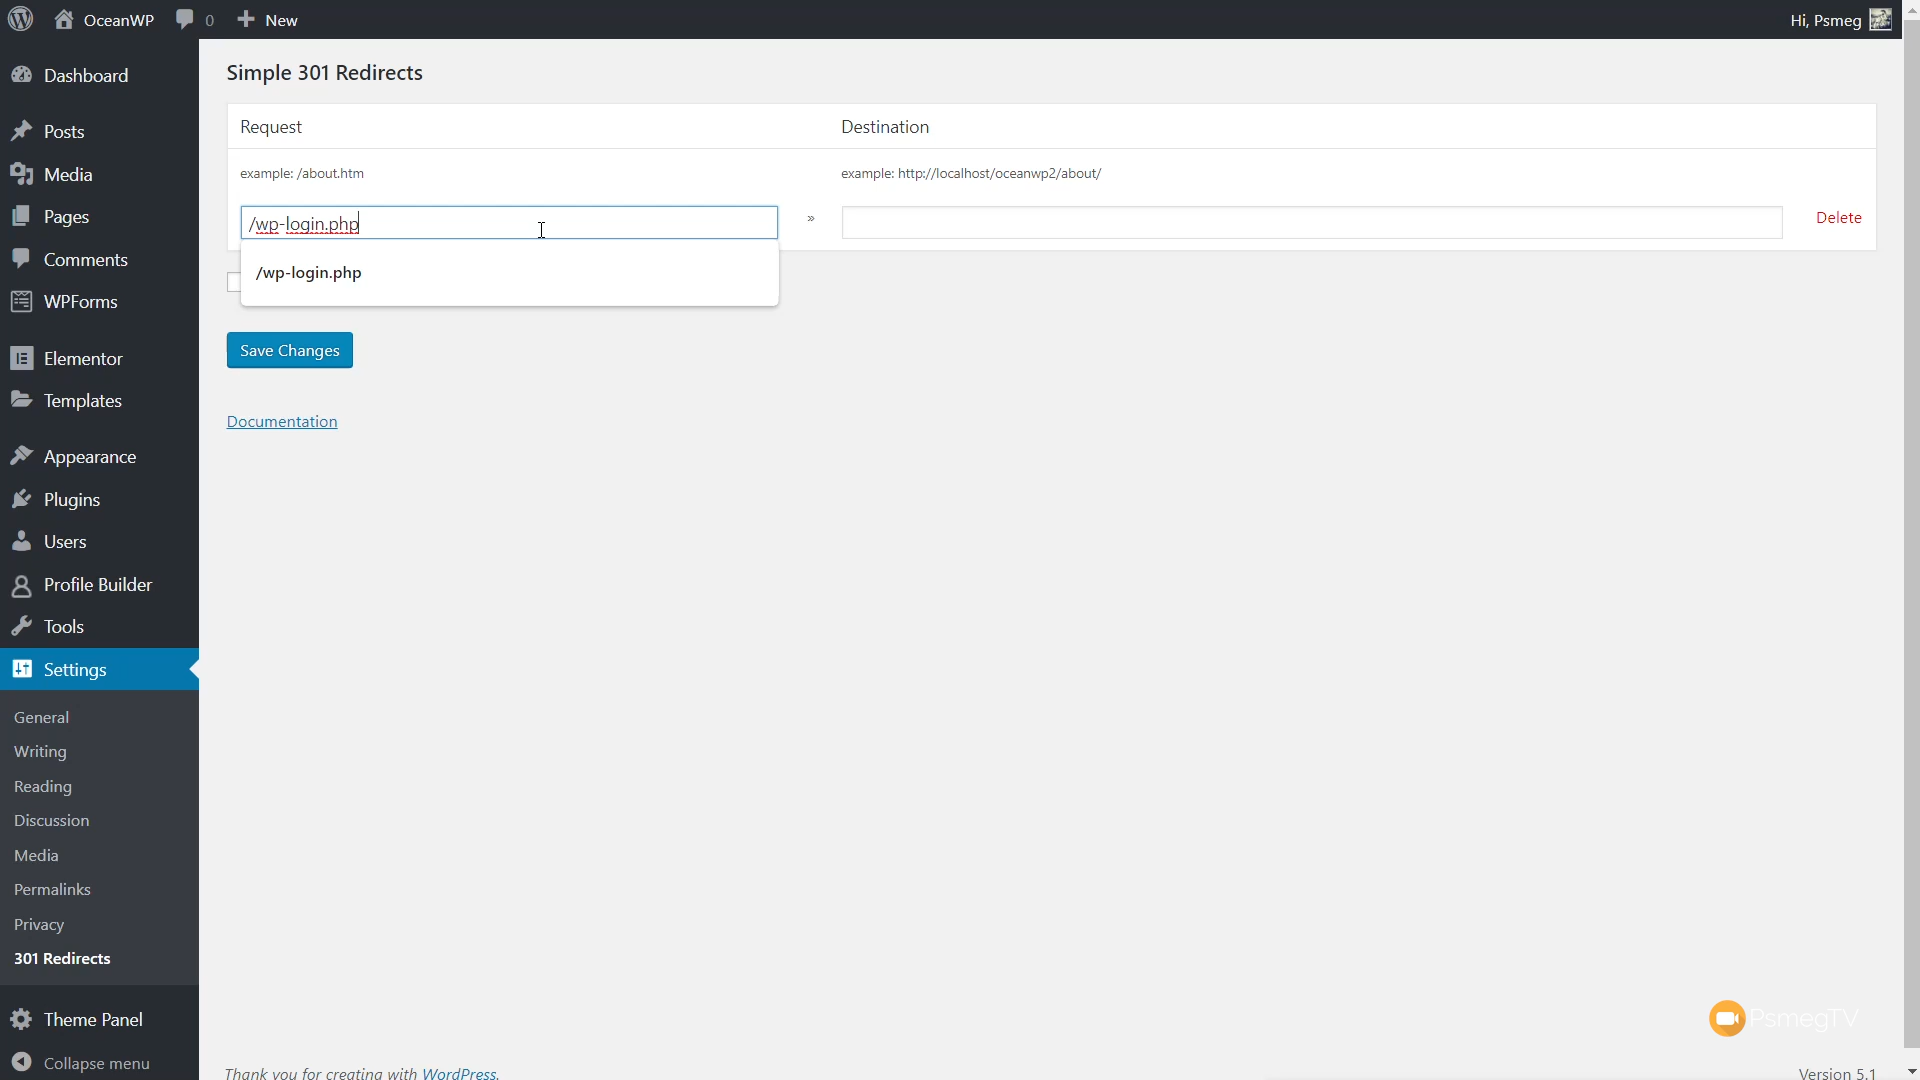 OceanWP
0
New
Hi, Psmeg
Dashboard
Posts
Media
Pages
Comments
WPForms
Elementor
Templates
Appearance
Plugins
Users
Profile Builder
Tools
Settings
General
Writing
Reading
Discussion
Media
Permalinks
Privacy
301 Redirects
Theme Panel
Collapse menu
Simple 301 Redirects
Request
Destination
example: /about.htm
example: http://localhost/oceanwp2/about/
/wp-login.php
»
Delete
/wp-login.php
Save Changes
Documentation
PsmegTV
Thank you for creating with WordPress.
Version 5.1